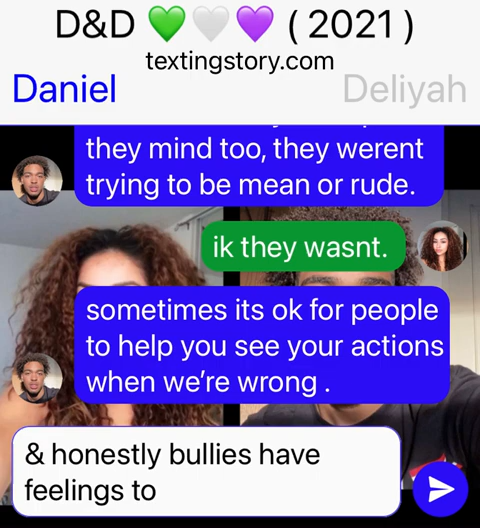 D&D 💚🤍💜 ( 2021 )
textingstory.com
Daniel Deliyah
they mind too, they werent
trying to be mean or rude.
ik they wasnt.
sometimes its ok for people
to help you see your actions
when we're wrong .
& honestly bullies have
feelings to